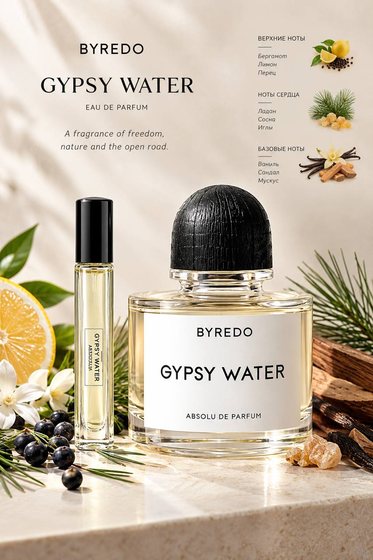 BYREDO
GYPSY WATER
EAU DE PARFUM
A fragrance of freedom,
nature and the open road.
ВЕРХНИЕ НОТЫ
Бергамот
Лимон
Перец
НОТЫ СЕРДЦА
Ладан
Сосна
Иглы
БАЗОВЫЕ НОТЫ
Ваниль
Сандал
Мускус
GYPSY WATER
BYREDO
GYPSY WATER
ABSOLU DE PARFUM